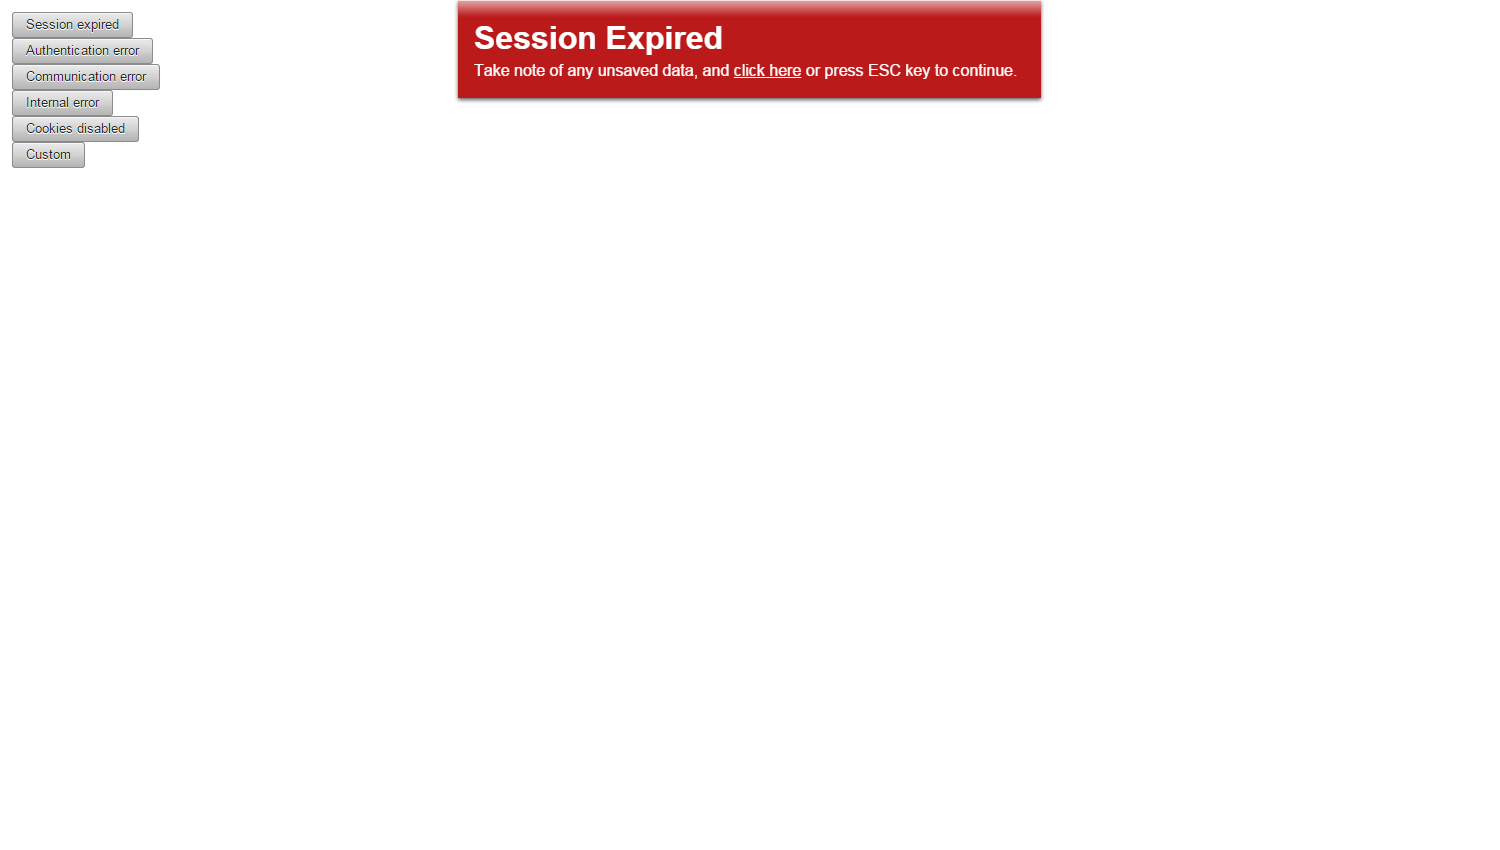 Session expired
Authentication error
Communication error
Internal error
Cookies disabled
Custom
Session Expired
Take note of any unsaved data, and click here or press ESC key to continue.